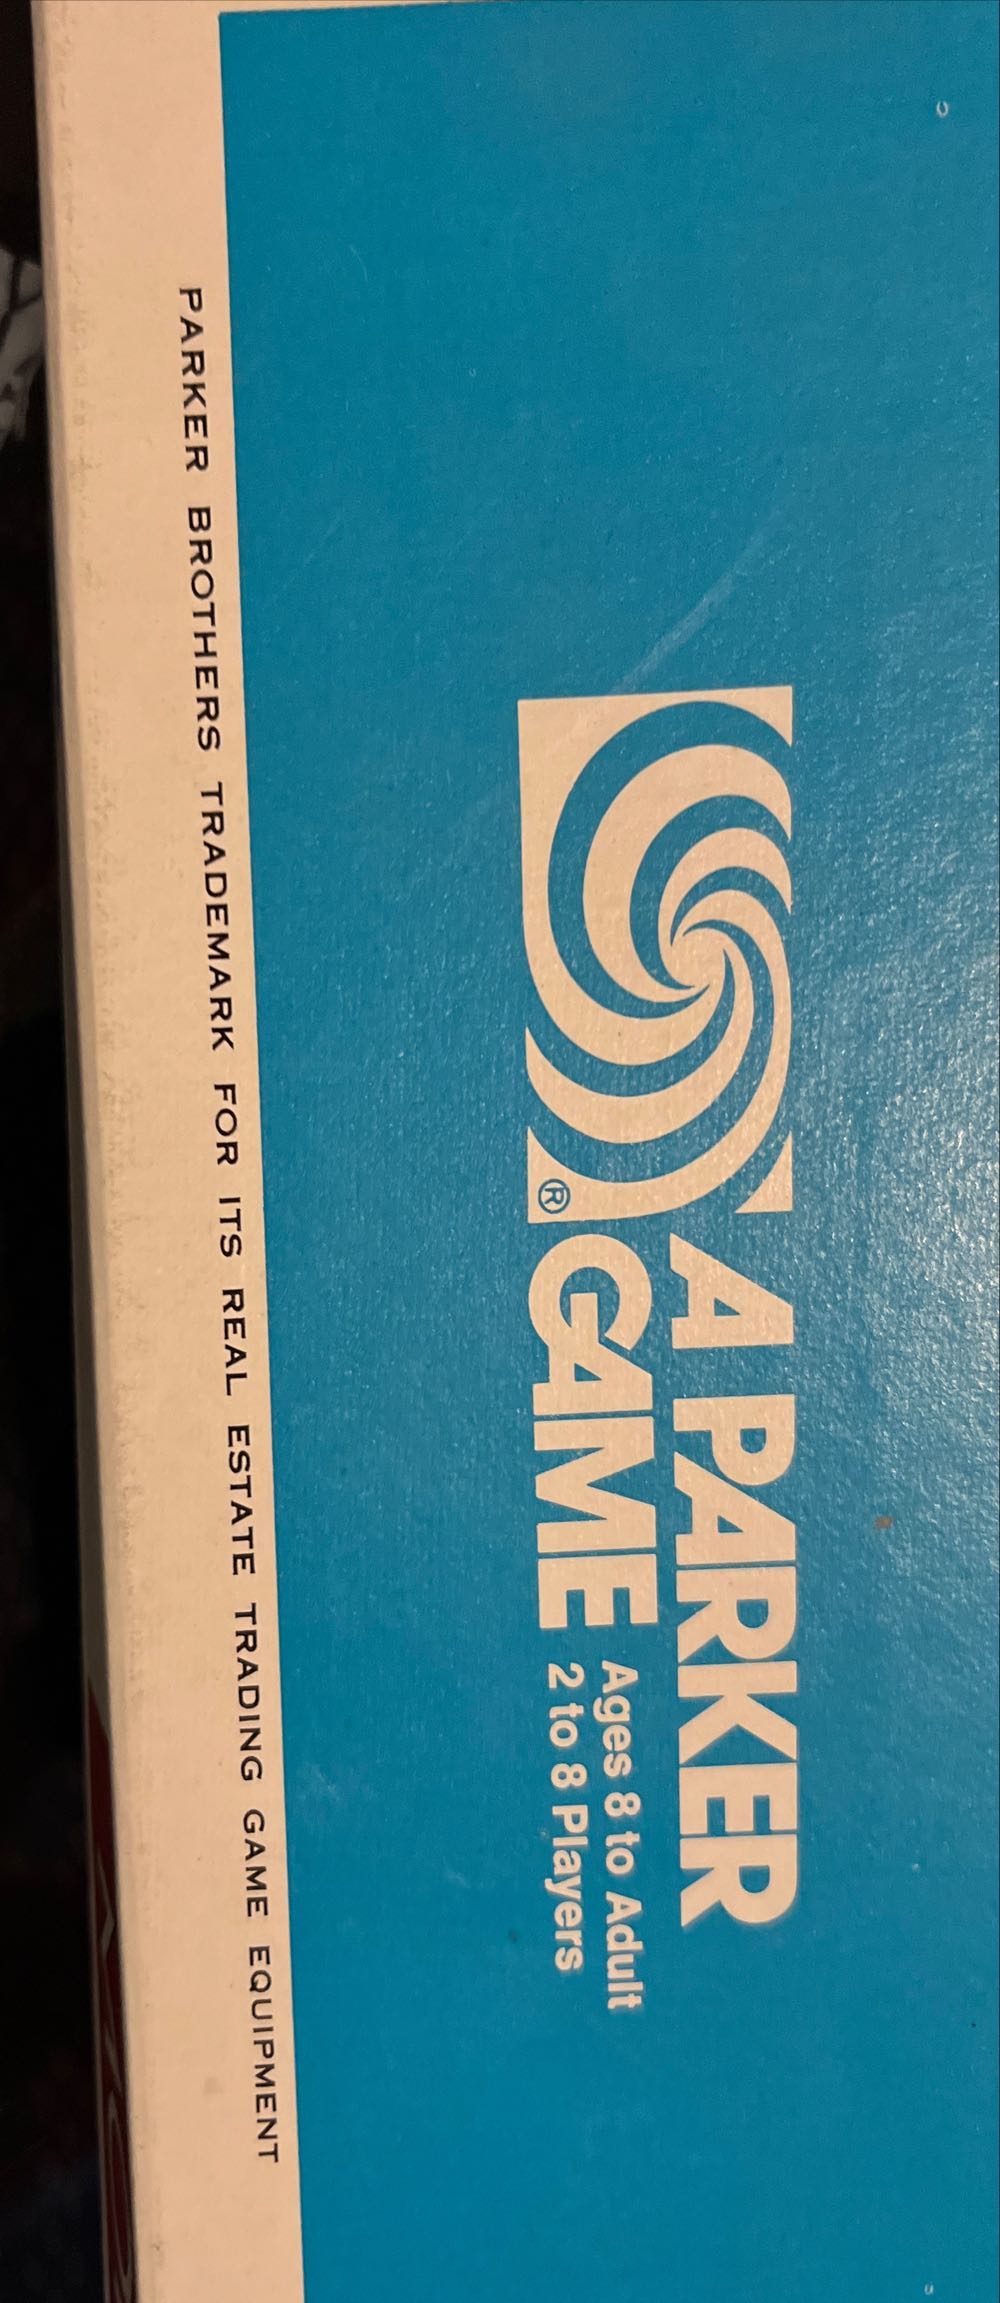 A PARKER
GAME
Ages 8 to Adult
2 to 8 Players
®
PARKER BROTHERS TRADEMARK FOR ITS REAL ESTATE TRADING GAME EQUIPMENT